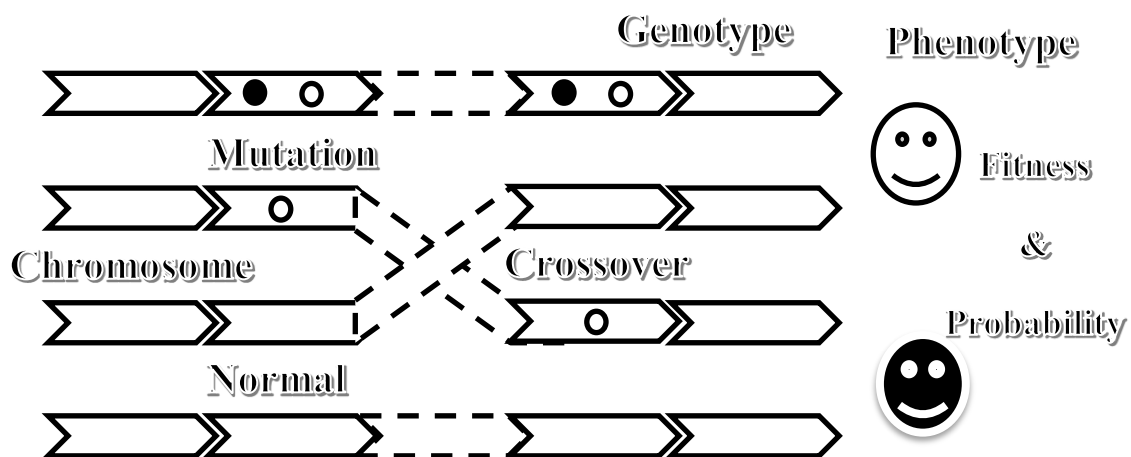 Genotype
Phenotype
Mutation
Fitness
&
Chromosome
Crossover
Probability
Normal